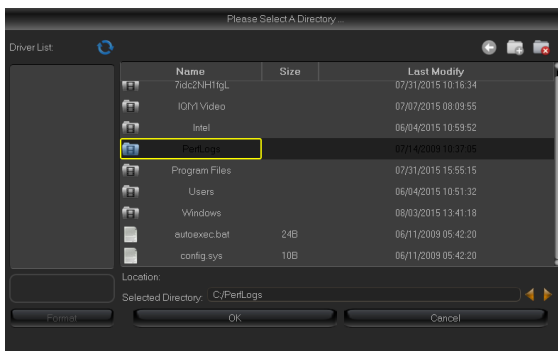 Please Select A Directory ...
Driver List:
Name Size Last Modify
7idc2NH1fgL 07/31/2015 10:16:34
IQIYI Video 07/07/2015 08:09:55
Intel 06/04/2015 10:59:52
PerfLogs 07/14/2009 10:37:05
Program Files 07/31/2015 15:55:15
Users 06/04/2015 10:51:32
Windows 08/03/2015 13:41:18
autoexec.bat 24B 06/11/2009 05:42:20
config.sys 10B 06/11/2009 05:42:20
Location:
Selected Directory: C:/PerfLogs
Format OK Cancel